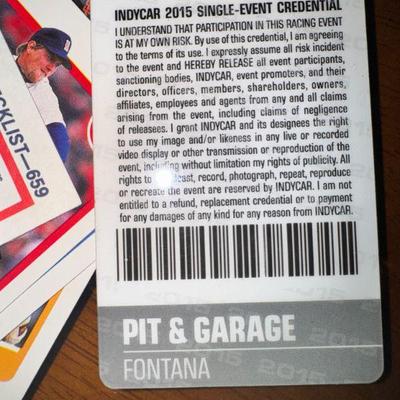 INDYCAR 2015 SINGLE-EVENT CREDENTIAL
I UNDERSTAND THAT PARTICIPATION IN THIS RACING EVENT
IS AT MY OWN RISK. By use of this credential, I am agreeing
to the terms of its use. I expressly assume all risk incident
to the event and HEREBY RELEASE all event participants,
sanctioning bodies, INDYCAR, event promoters, and their
directors, officers, members, shareholders, owners,
affiliates, employees and agents from any and all claims
arising from the event, including claims of negligence
of releasees. I grant INDYCAR and its designees the right
to use my image and/or likeness in any live or recorded
video display or other transmission or reproduction of the
event, including without limitation my rights of publicity. All
rights to cast, record, photograph, repeat, reproduce
or recreate the event are reserved by INDYCAR. I am not
entitled to a refund, replacement credential or to payment
for any damages of any kind for any reason from INDYCAR.
PIT & GARAGE
FONTANA
ECKLIST—659